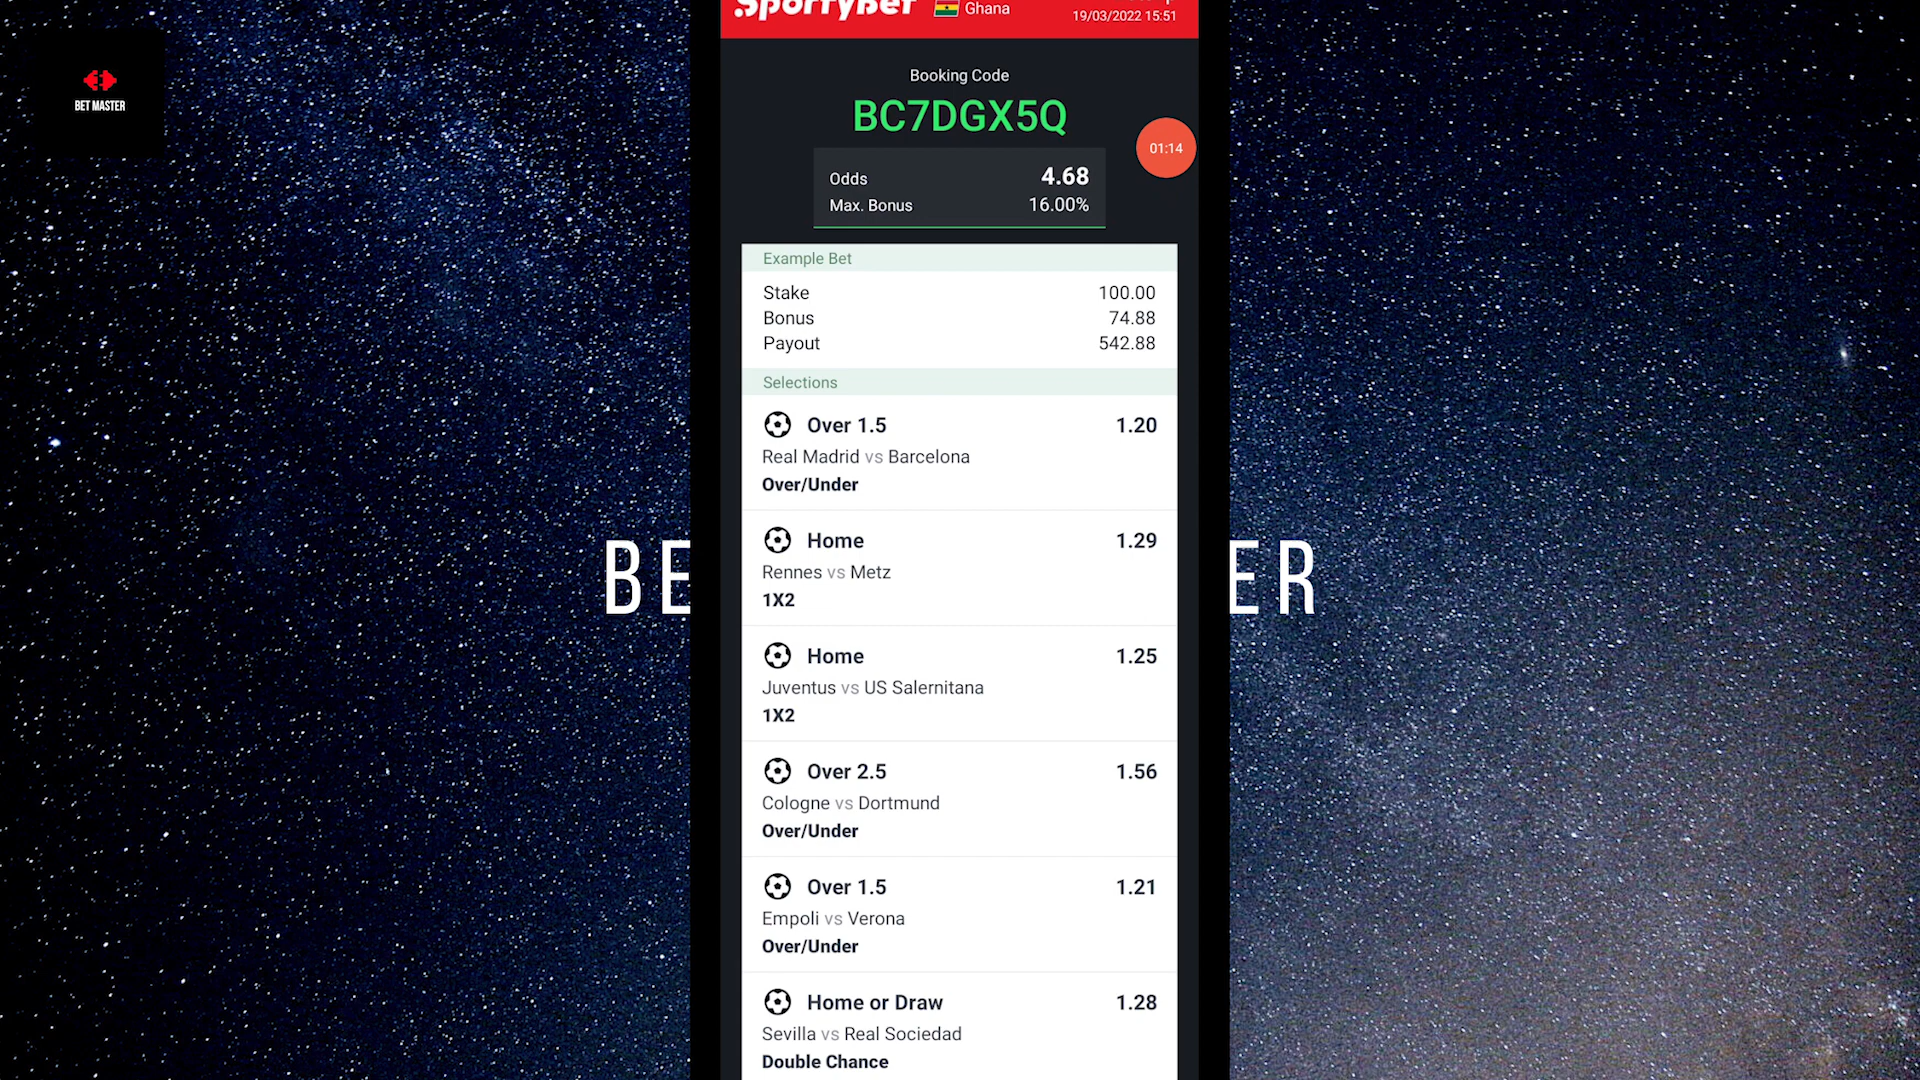 SportyBet Ghana
19/03/2022 15:51
BET MASTER
Booking Code
BC7DGX5Q
01:14
Odds 4.68
Max. Bonus 16.00%
Example Bet
Stake 100.00
Bonus 74.88
Payout 542.88
Selections
Over 1.5 1.20
Real Madrid vs Barcelona
Over/Under
Home 1.29
Rennes vs Metz
1X2
BE ER
Home 1.25
Juventus vs US Salernitana
1X2
Over 2.5 1.56
Cologne vs Dortmund
Over/Under
Over 1.5 1.21
Empoli vs Verona
Over/Under
Home or Draw 1.28
Sevilla vs Real Sociedad
Double Chance